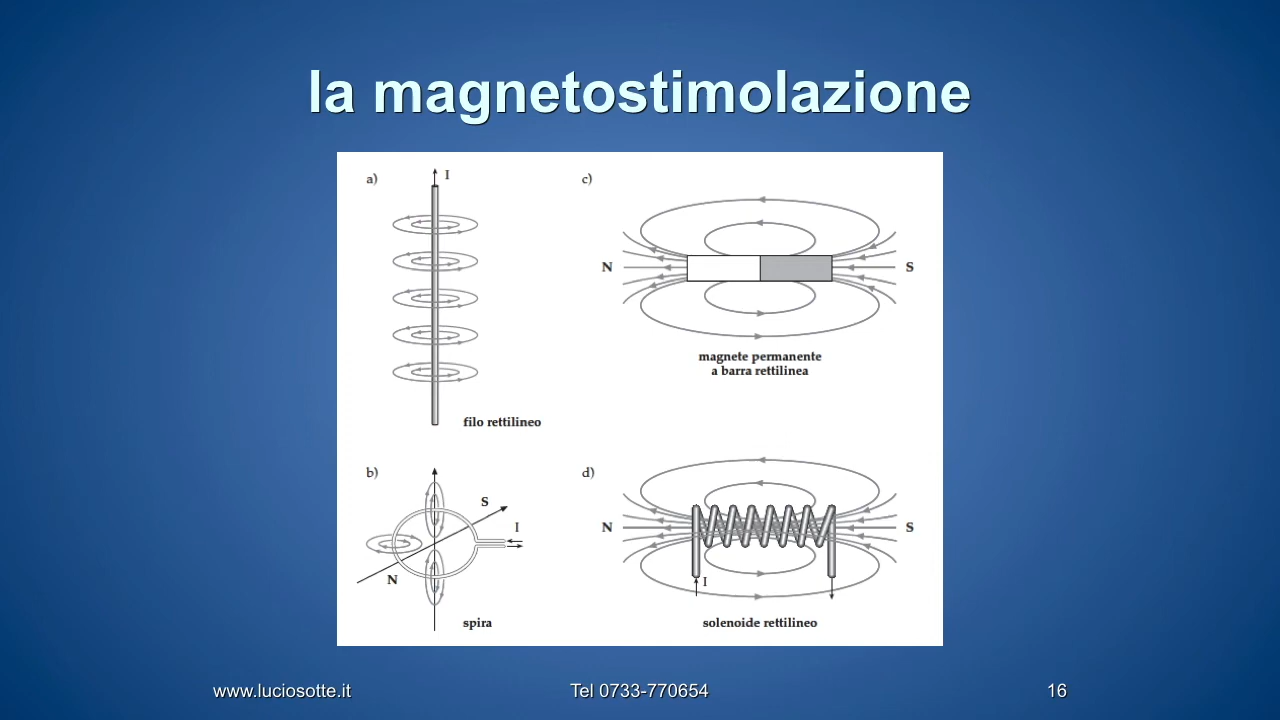 la magnetostimolazione
a)
I
filo rettilineo
c)
N
S
magnete permanente
a barra rettilinea
b)
S
I
N
spira
d)
N
S
I
solenoide rettilineo
www.luciosotte.it
Tel 0733-770654
16